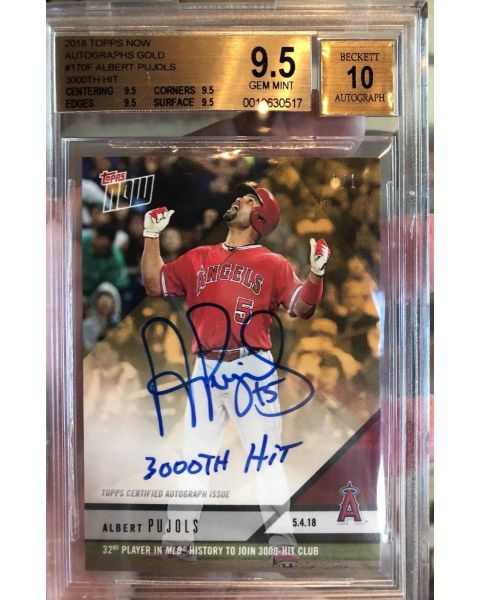 2018 TOPPS NOW
AUTOGRAPHS GOLD
#170F ALBERT PUJOLS
3000TH HIT
CENTERING 9.5 CORNERS 9.5
EDGES 9.5 SURFACE 9.5
9.5
GEM MINT
0010630517
BECKETT
10
AUTOGRAPH
TOPPS
NOW
ANGELS
5
3000TH HIT
TOPPS CERTIFIED AUTOGRAPH ISSUE
ALBERT PUJOLS
5.4.18
A
32ND PLAYER IN MLB HISTORY TO JOIN 3000-HIT CLUB